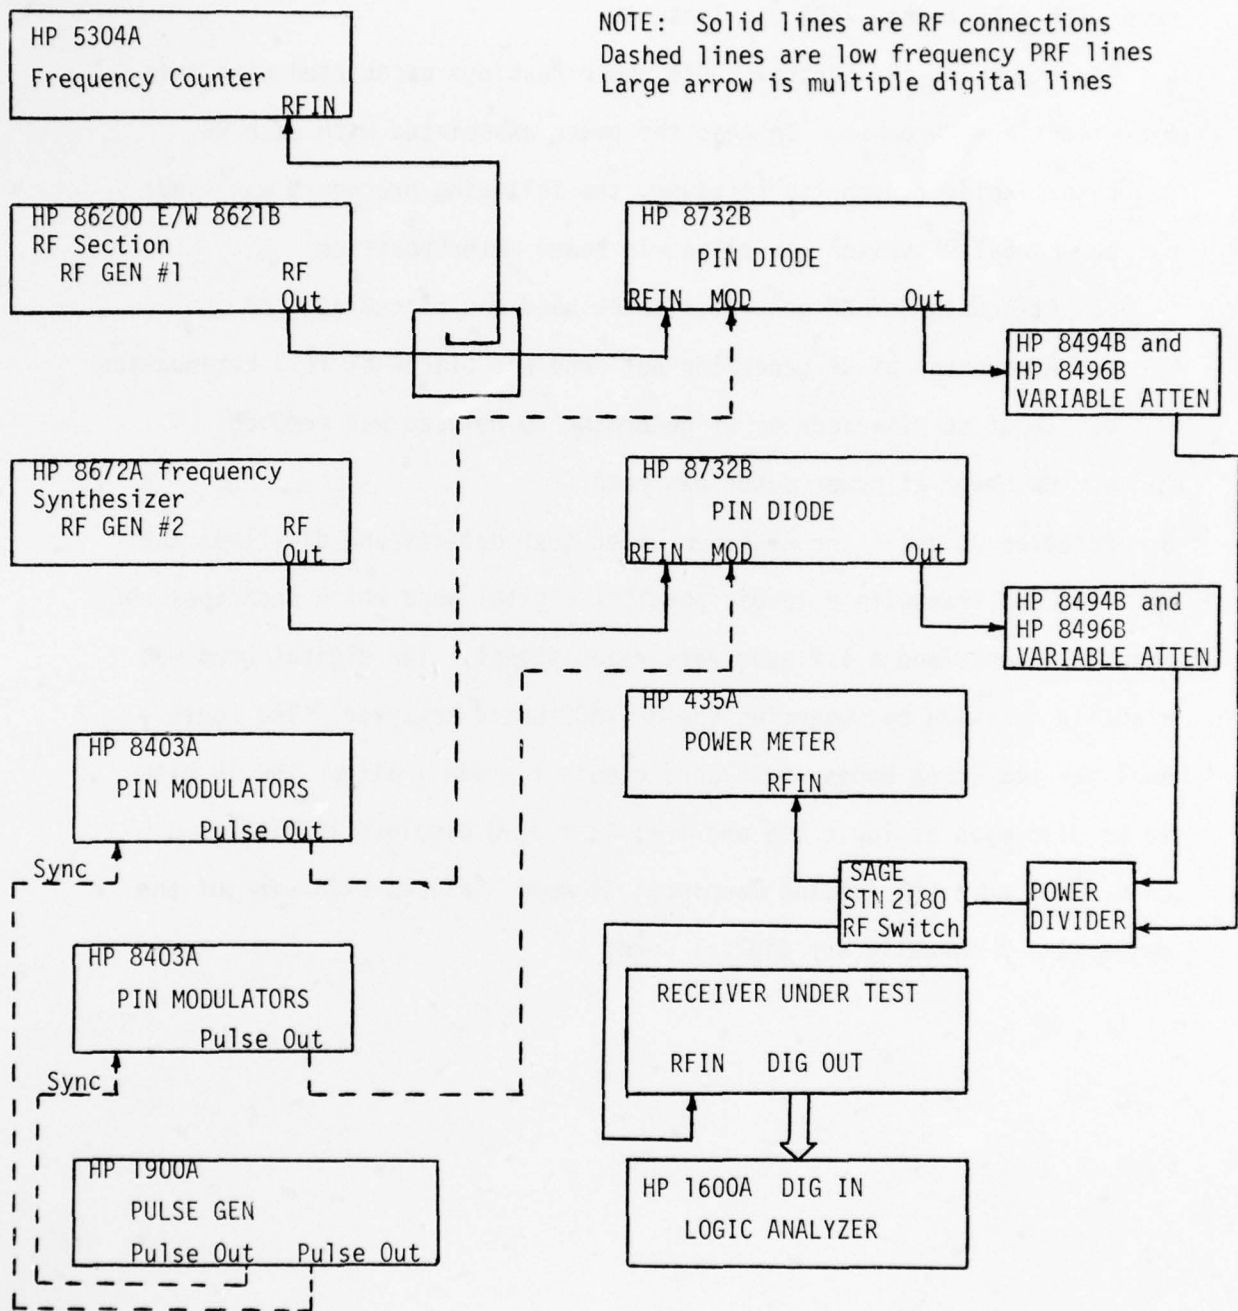 HP 5304A
Frequency Counter
RFIN
NOTE: Solid lines are RF connections
Dashed lines are low frequency PRF lines
Large arrow is multiple digital lines
HP 86200 E/W 8621B
RF Section
RF GEN #1
RF
Out
HP 8732B
PIN DIODE
RFIN MOD Out
HP 8494B and
HP 8496B
VARIABLE ATTEN
HP 8672A frequency
Synthesizer
RF GEN #2
RF
Out
HP 8732B
PIN DIODE
RFIN MOD Out
HP 8494B and
HP 8496B
VARIABLE ATTEN
HP 435A
POWER METER
RFIN
HP 8403A
PIN MODULATORS
Pulse Out
Sync
SAGE
STN 2180
RF Switch
POWER
DIVIDER
HP 8403A
PIN MODULATORS
Pulse Out
Sync
RECEIVER UNDER TEST
RFIN DIG OUT
HP 1900A
PULSE GEN
Pulse Out Pulse Out
HP 1600A DIG IN
LOGIC ANALYZER